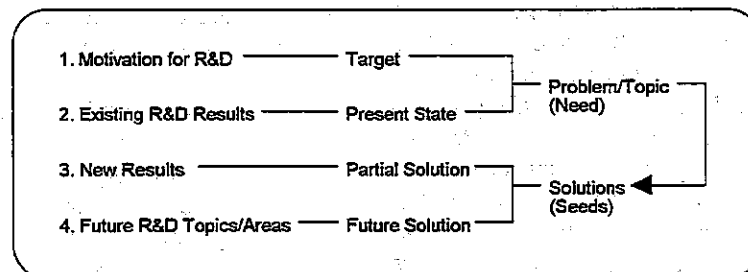 1. Motivation for R&D Target
Problem/Topic
(Need)
2. Existing R&D Results Present State
3. New Results Partial Solution
Solutions
(Seeds)
4. Future R&D Topics/Areas Future Solution